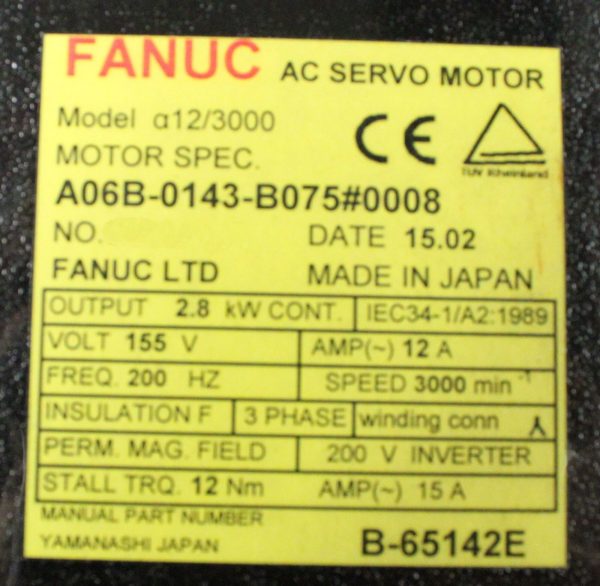 FANUC AC SERVO MOTOR
Model α12/3000
MOTOR SPEC.
TÜV Rheinland
A06B-0143-B075#0008
NO. DATE 15.02
FANUC LTD MADE IN JAPAN
OUTPUT 2.8 kW CONT. IEC34-1/A2:1989
VOLT 155 V AMP(~) 12 A
FREQ. 200 HZ SPEED 3000 min⁻¹
INSULATION F 3 PHASE winding conn
PERM. MAG. FIELD 200 V INVERTER
STALL TRQ. 12 Nm AMP(~) 15 A
MANUAL PART NUMBER
YAMANASHI JAPAN B-65142E